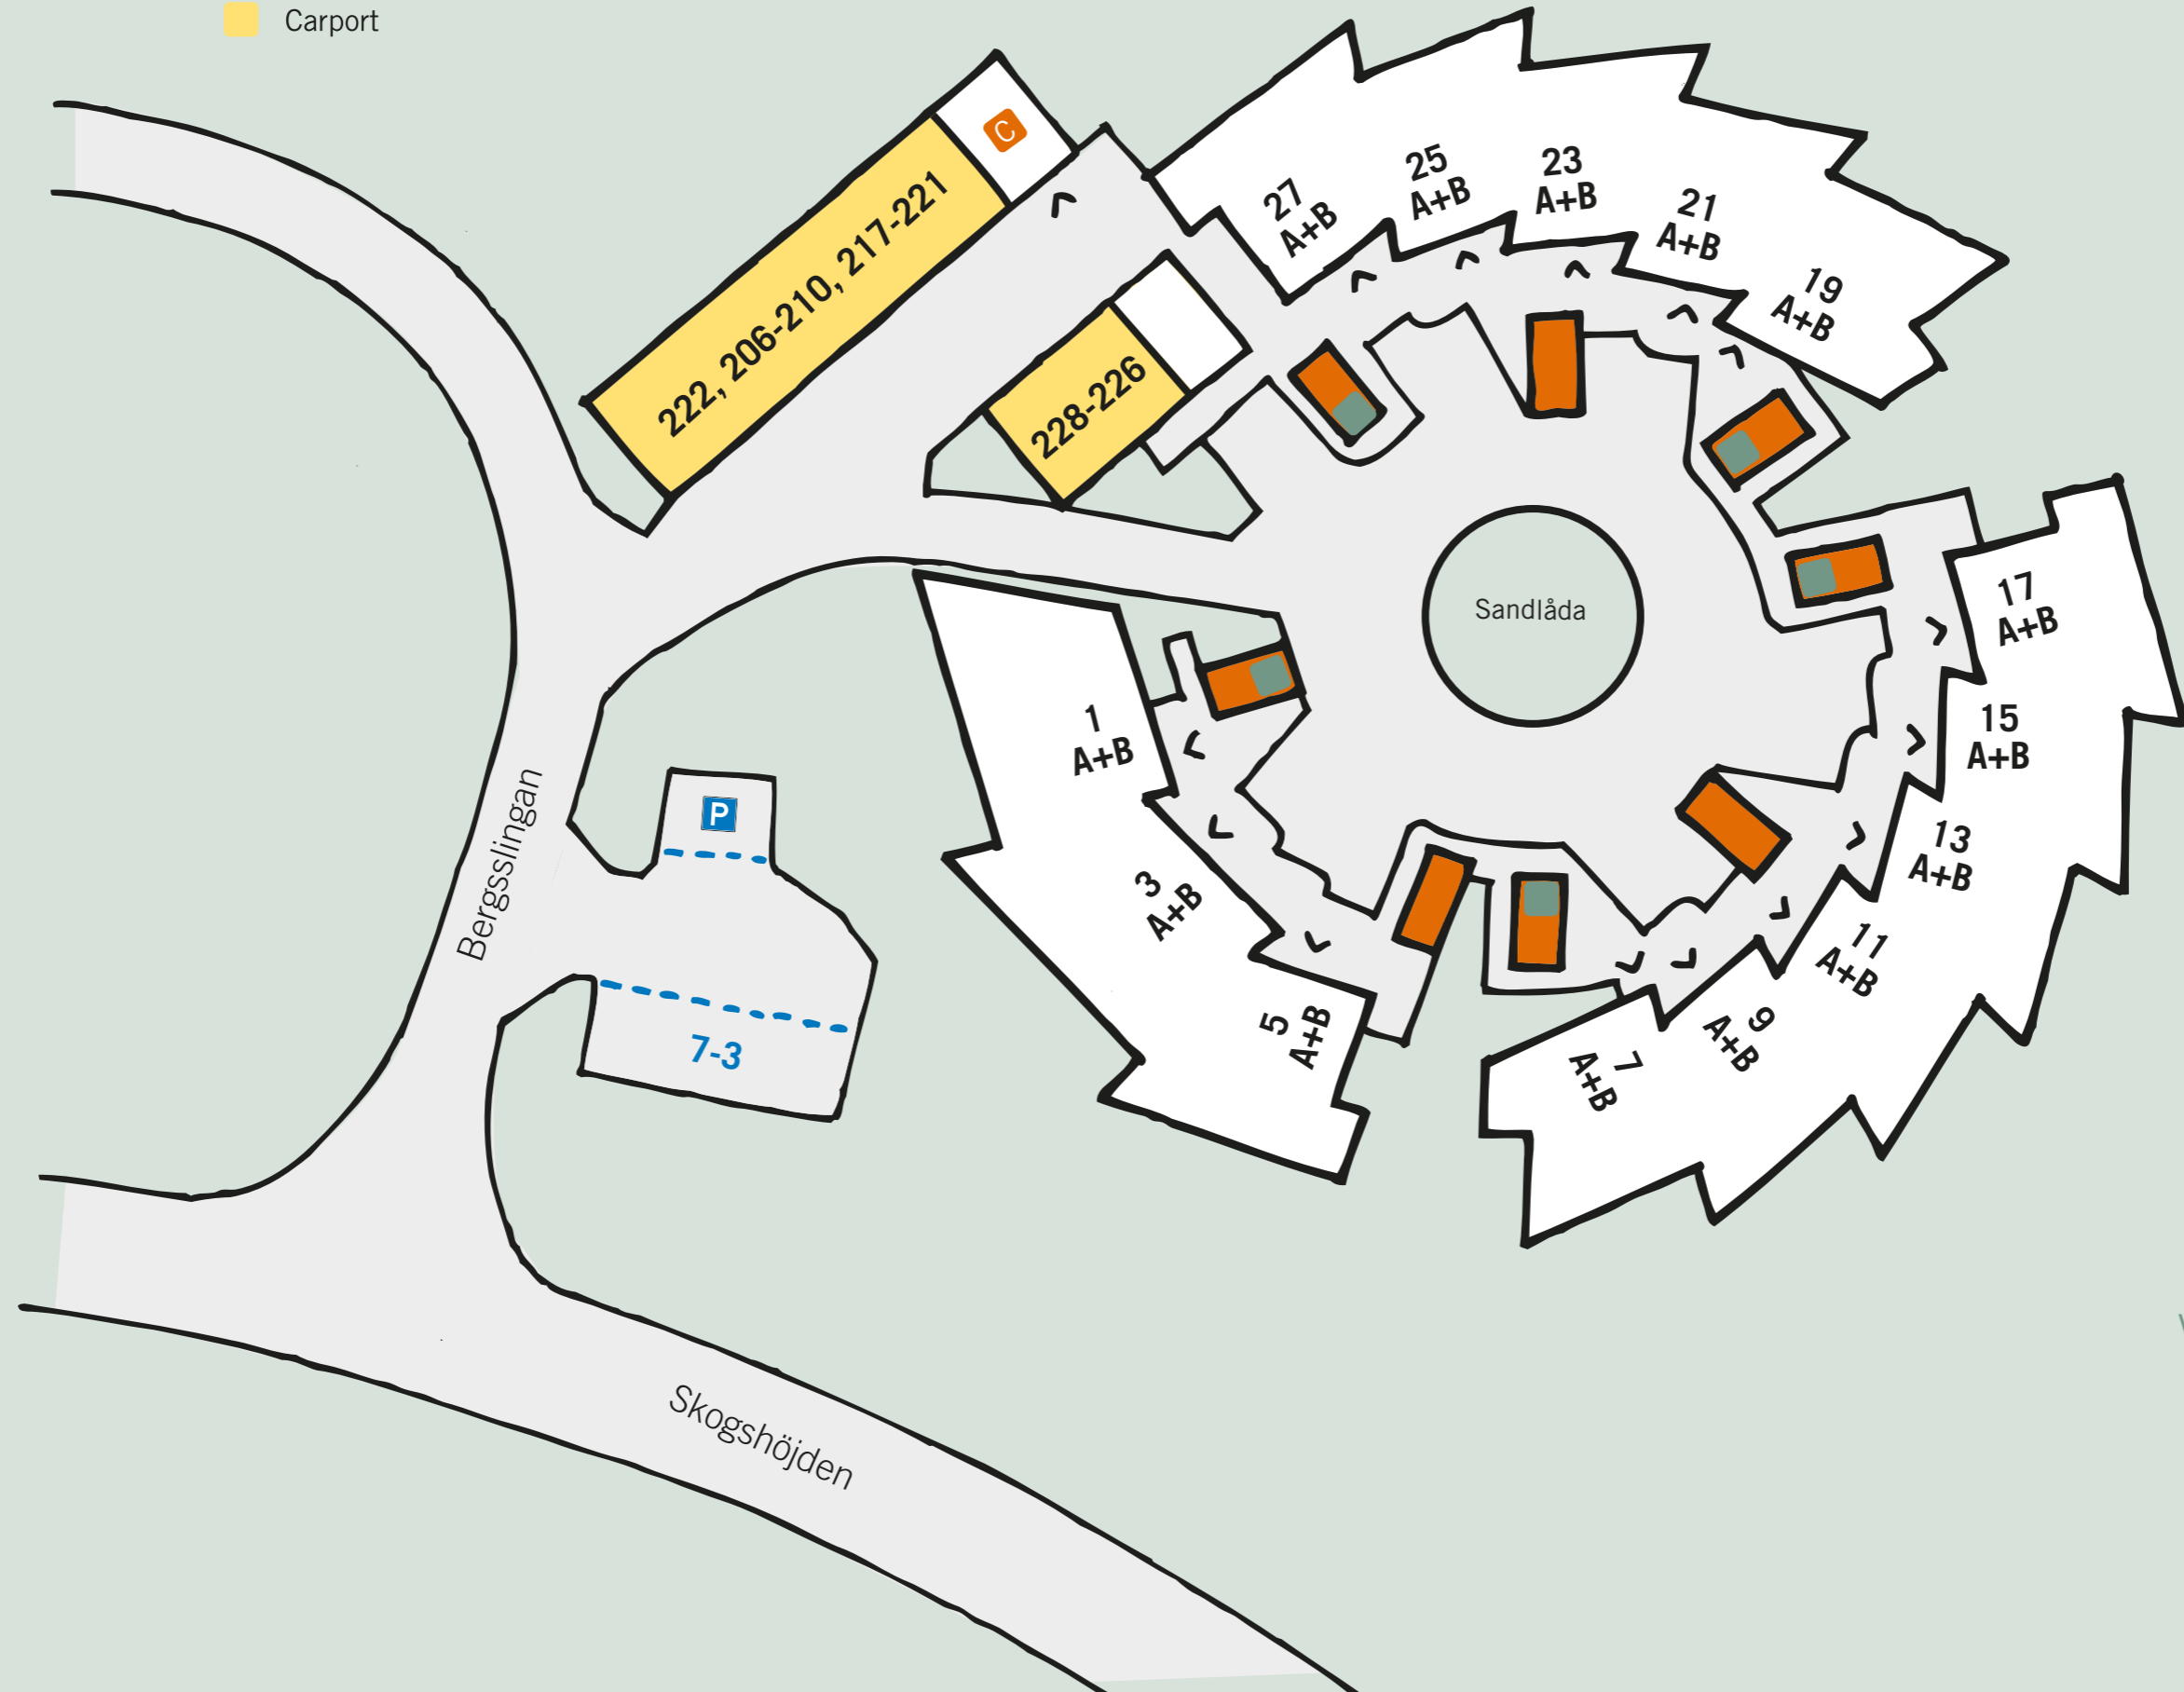 Carport
C
222, 206-210, 217-221
228-226
27
A+B
25
A+B
23
A+B
21
A+B
19
A+B
17
A+B
15
A+B
13
A+B
11
A+B
9
A+B
7
A+B
5
A+B
3
A+B
1
A+B
Sandlåda
P
7-3
Bergsslingan
Skogshöjden